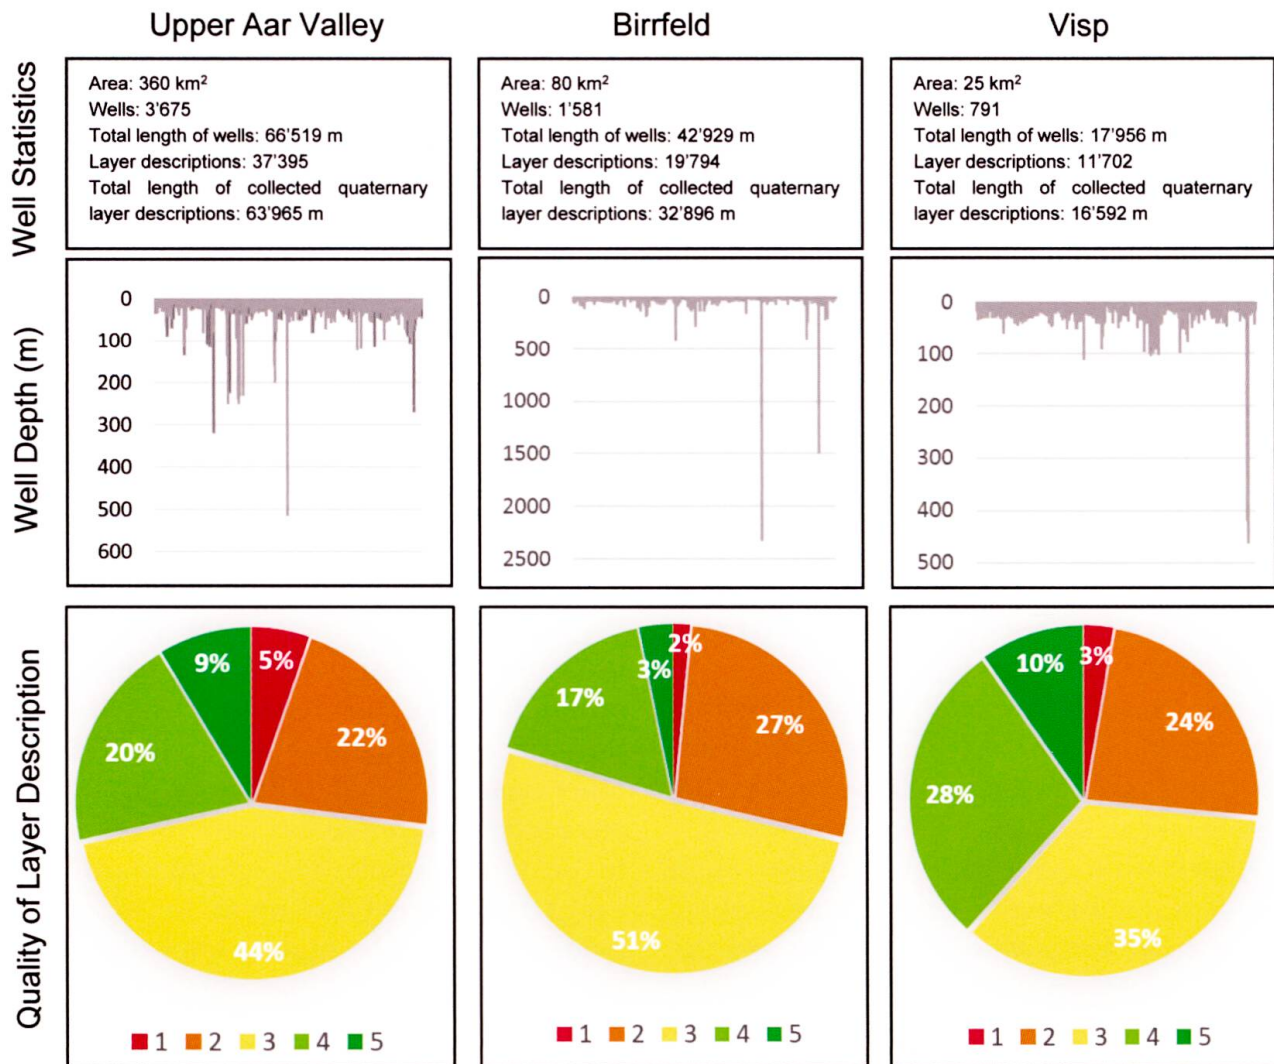 Upper Aar Valley
Birrfeld
Visp
Well Statistics
Area: 360 km²
Wells: 3'675
Total length of wells: 66'519 m
Layer descriptions: 37'395
Total length of collected quaternary
layer descriptions: 63'965 m
Area: 80 km²
Wells: 1'581
Total length of wells: 42'929 m
Layer descriptions: 19'794
Total length of collected quaternary
layer descriptions: 32'896 m
Area: 25 km²
Wells: 791
Total length of wells: 17'956 m
Layer descriptions: 11'702
Total length of collected quaternary
layer descriptions: 16'592 m
Well Depth (m)
0
100
200
300
400
500
600
0
500
1000
1500
2000
2500
0
100
200
300
400
500
Quality of Layer Description
9%
5%
22%
20%
44%
1 2 3 4 5
2%
3%
17%
27%
51%
1 2 3 4 5
10%
3%
24%
28%
35%
1 2 3 4 5